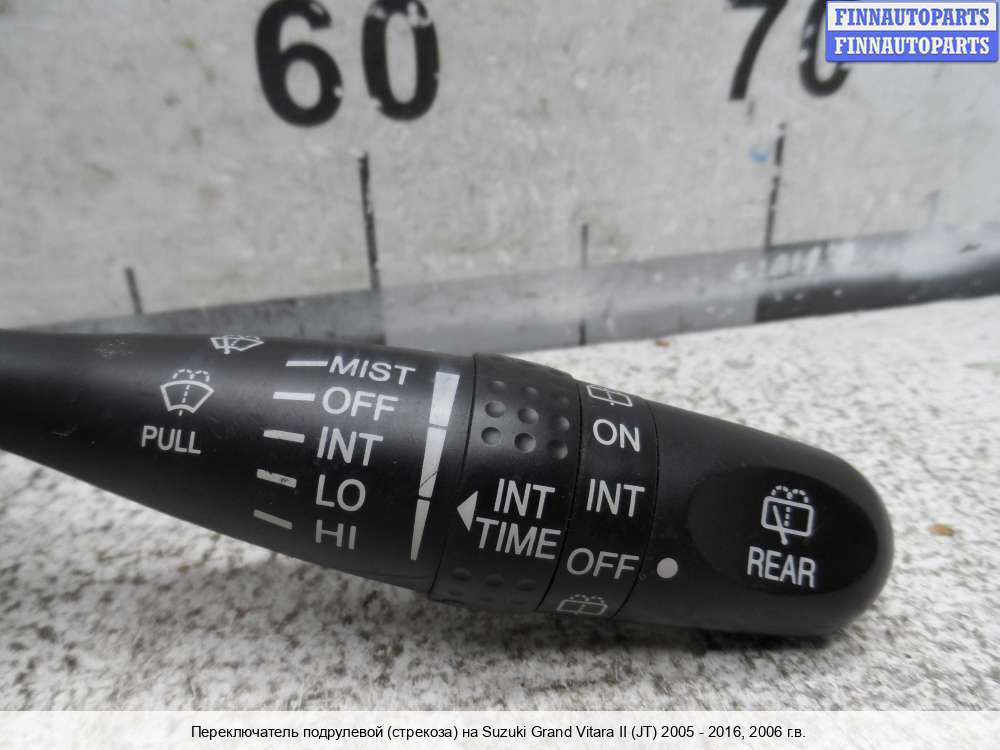 60
70
FINNAUTOPARTS
FINNAUTOPARTS
MIST
OFF
INT
LO
HI
PULL
INT
TIME
ON
INT
OFF
REAR
Переключатель подрулевой (стрекоза) на Suzuki Grand Vitara II (JT) 2005 - 2016, 2006 г.в.